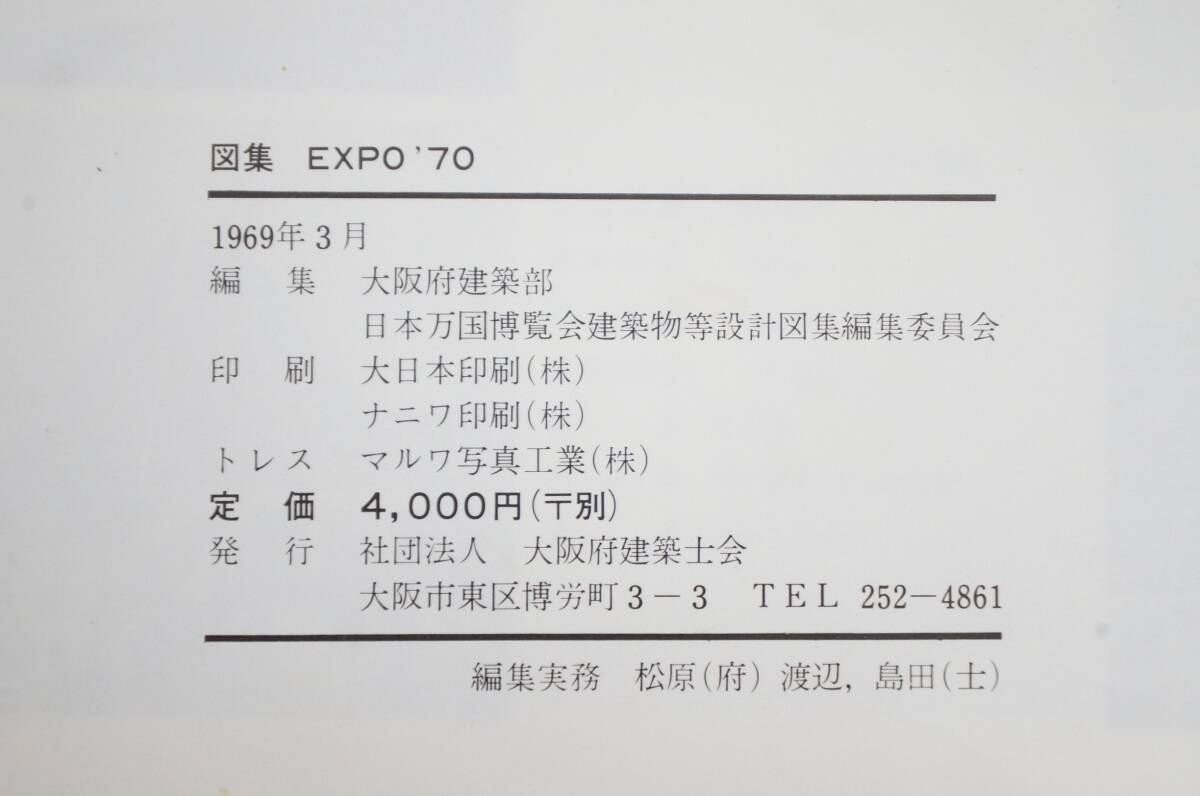 図集　EXPO '70
1969年3月
編　集　大阪府建築部
日本万国博覧会建築物等設計図集編集委員会
印　刷　大日本印刷(株)
ナニワ印刷(株)
トレス　マルワ写真工業(株)
定　価　4,000円(〒別)
発　行　社団法人　大阪府建築士会
大阪市東区博労町3－3　TEL 252－4861
編集実務　松原(府) 渡辺, 島田(士)